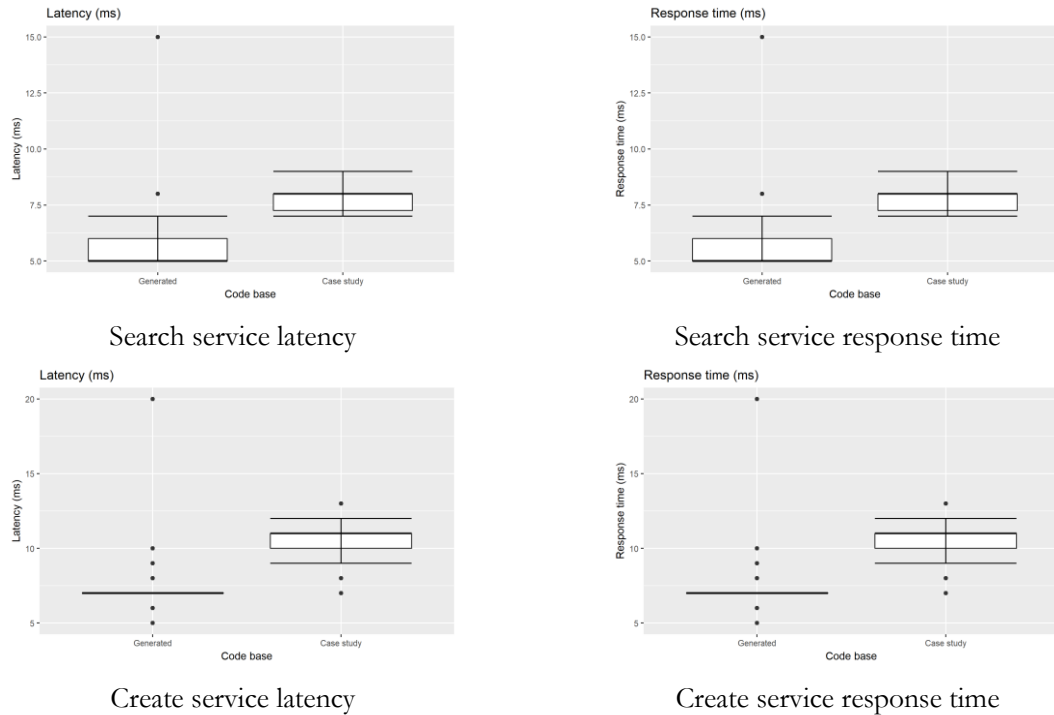 Latency (ms)
15.0
12.5
10.0
7.5
5.0
Latency (ms)
Generated
Case study
Code base
Search service latency
Response time (ms)
15.0
12.5
10.0
7.5
5.0
Response time (ms)
Generated
Case study
Code base
Search service response time
Latency (ms)
20
15
10
5
Latency (ms)
Generated
Case study
Code base
Create service latency
Response time (ms)
20
15
10
5
Response time (ms)
Generated
Case study
Code base
Create service response time